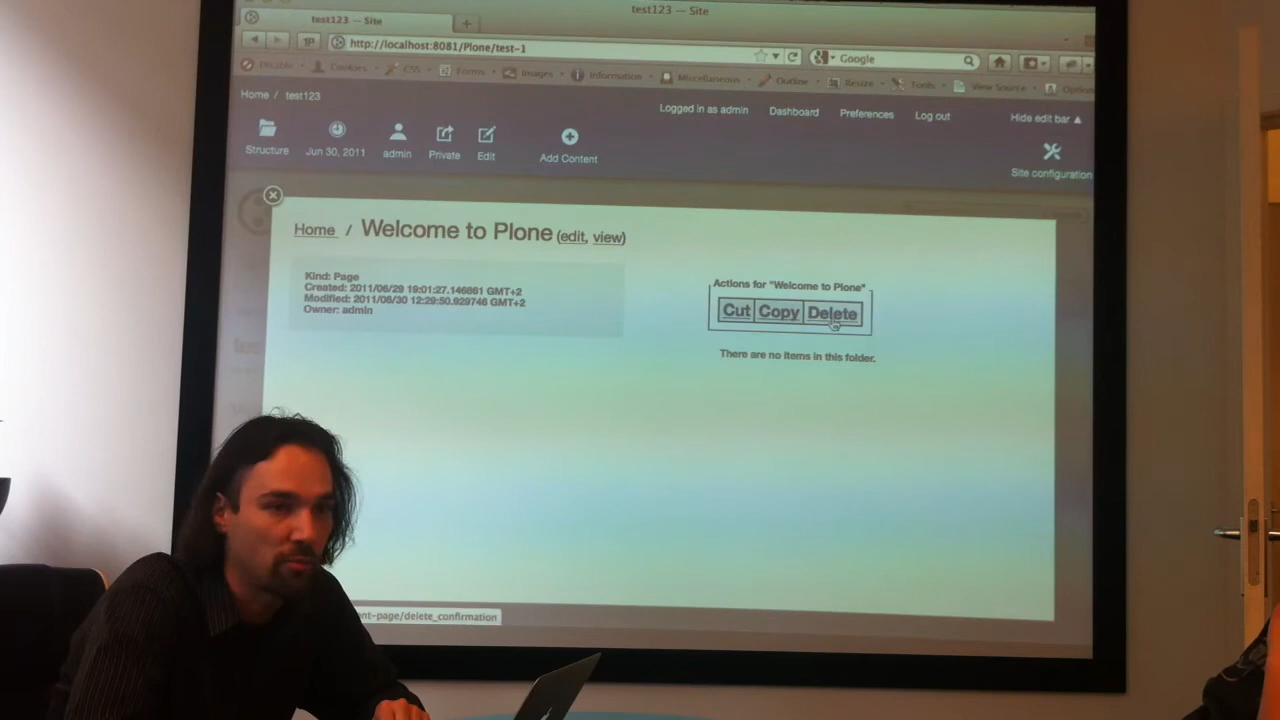 test123 — Site
test123 — Site
http://localhost:8081/Plone/test-1
Google
Disable Cookies CSS Forms Images Information Miscellaneous Outline Resize Tools View Source
Home / test123
Logged in as admin Dashboard Preferences Log out Hide edit bar ▲
Structure Jun 30, 2011 admin Private Edit Add Content
Site configuration
Home / Welcome to Plone (edit, view)
Kind: Page
Created: 2011/06/29 19:01:27.146861 GMT+2
Modified: 2011/06/30 12:29:50.929746 GMT+2
Owner: admin
Actions for "Welcome to Plone"
Cut Copy Delete
There are no items in this folder.
nt-page/delete_confirmation